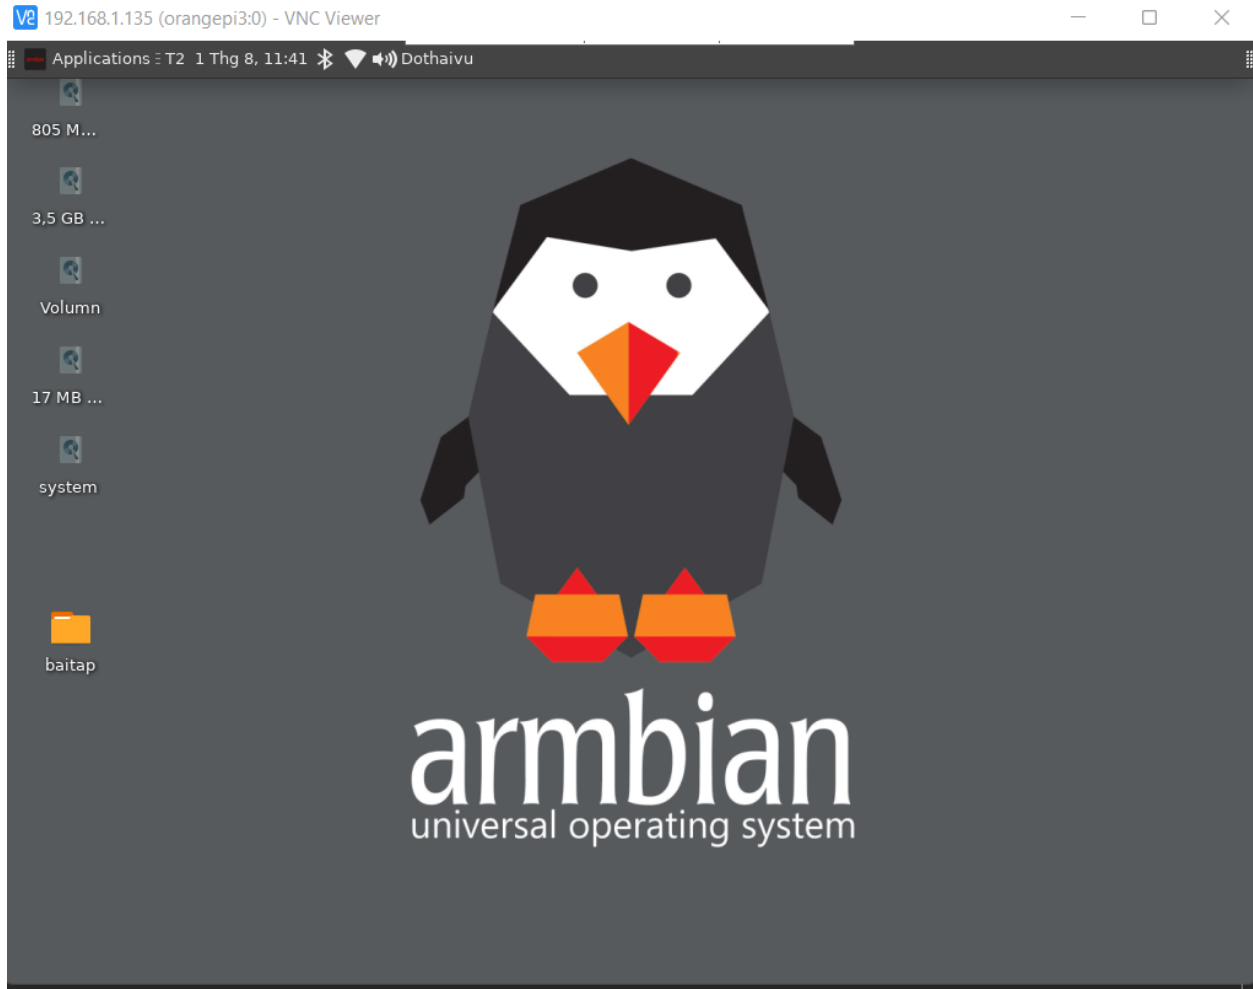 192.168.1.135 (orangepi3:0) - VNC Viewer
Applications T2 1 Thg 8, 11:41 Dothaivu
805 M...
3,5 GB ...
Volumn
17 MB ...
system
baitap
armbian
universal operating system